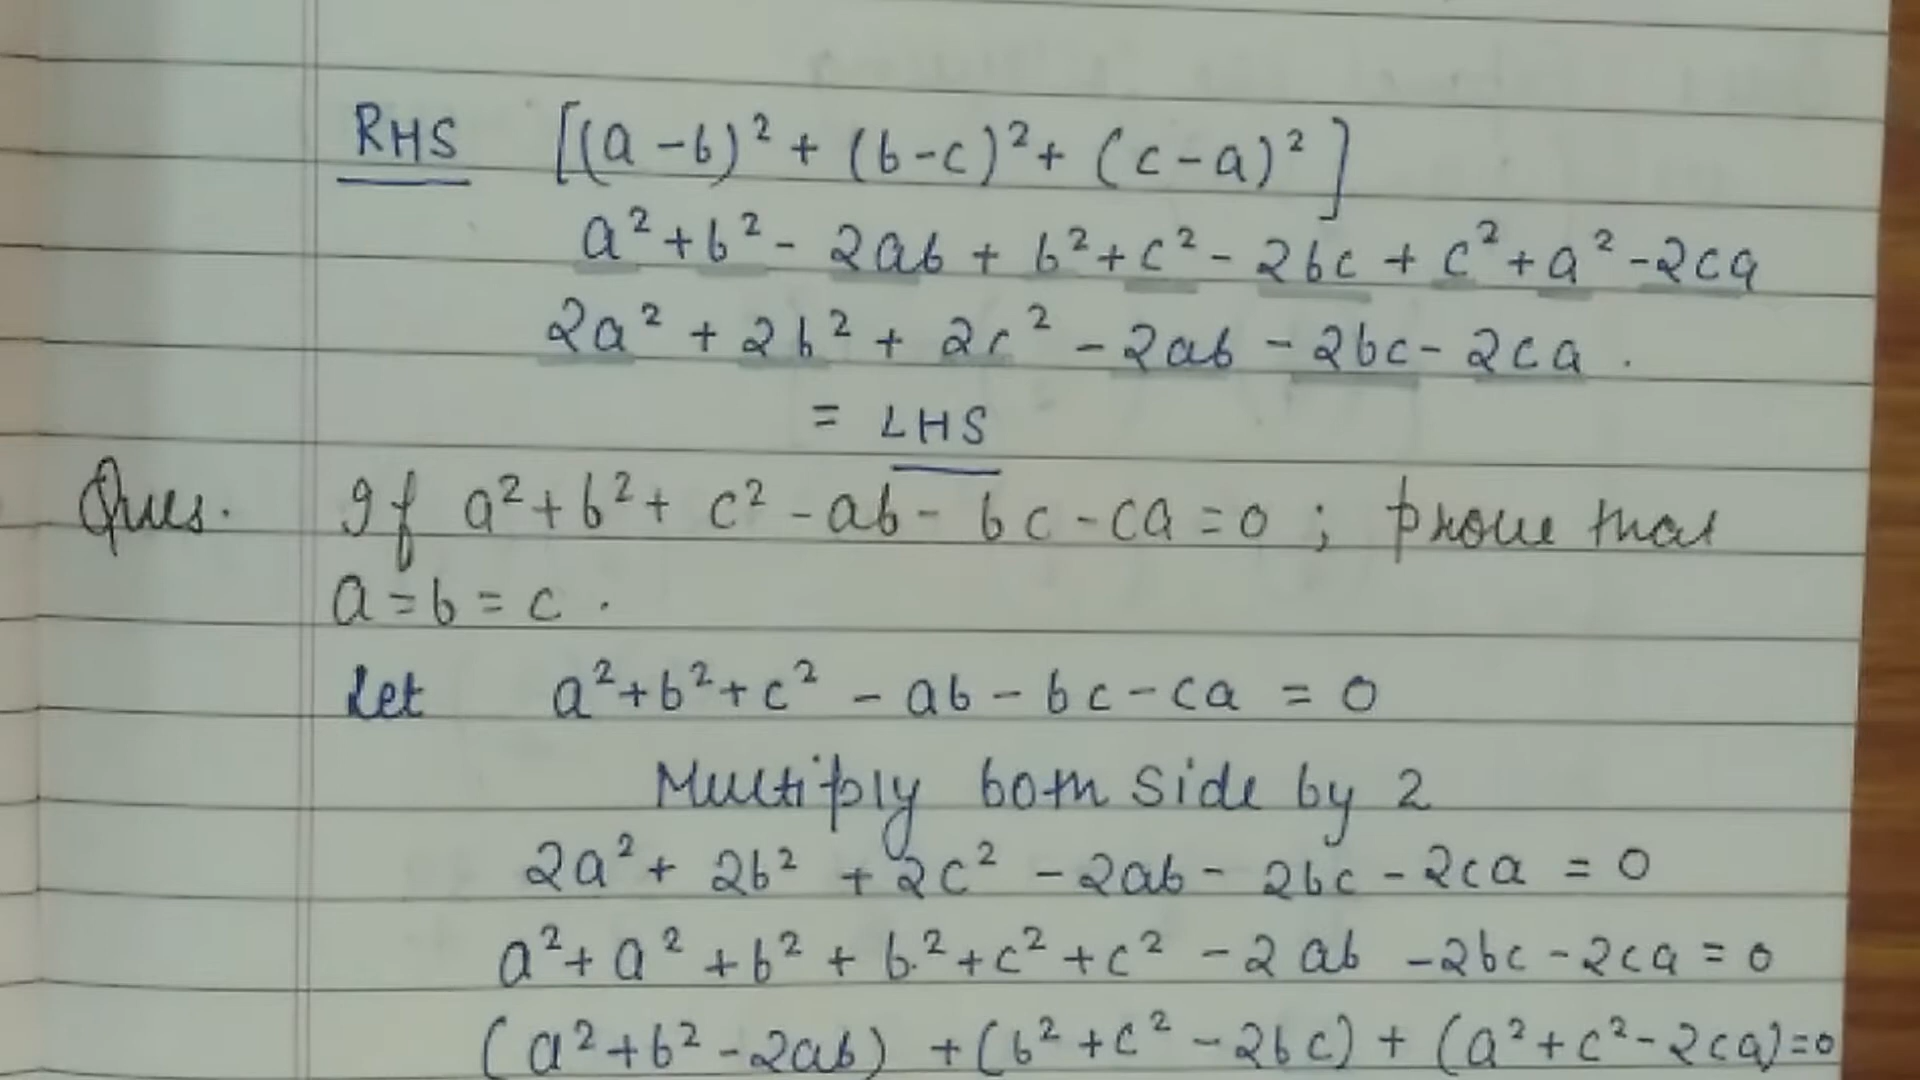 RHS [(a-b)² + (b-c)² + (c-a)²]
a² + b² - 2ab + b² + c² - 2bc + c² + a² - 2ca
2a² + 2b² + 2c² - 2ab - 2bc - 2ca .
= LHS
Ques. If a² + b² + c² - ab - bc - ca = 0 ; prove that
a = b = c .
Let a² + b² + c² - ab - bc - ca = 0
Multiply both side by 2
2a² + 2b² + 2c² - 2ab - 2bc - 2ca = 0
a² + a² + b² + b² + c² + c² - 2ab - 2bc - 2ca = 0
(a² + b² - 2ab) + (b² + c² - 2bc) + (a² + c² - 2ca) = 0